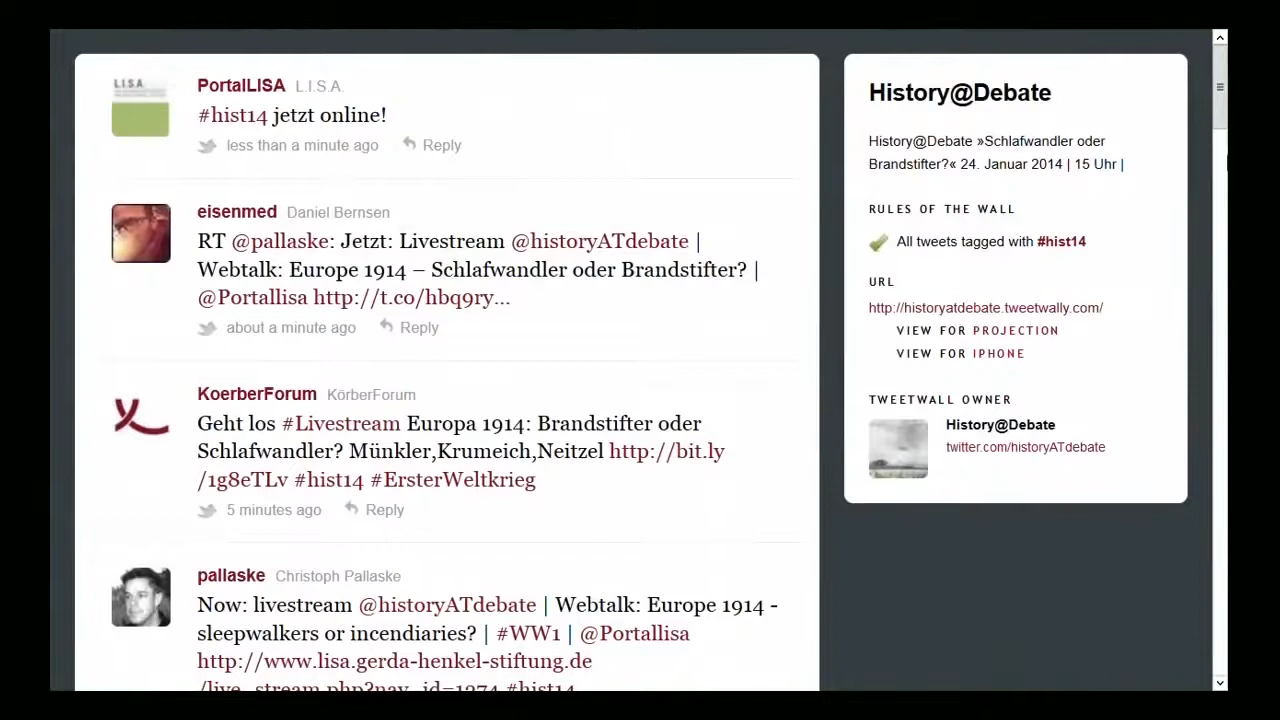 L.I.S.A.
PortalLISA L.I.S.A.
#hist14 jetzt online!
less than a minute ago Reply
eisenmed Daniel Bernsen
RT @pallaske: Jetzt: Livestream @historyATdebate |
Webtalk: Europe 1914 – Schlafwandler oder Brandstifter? |
@Portallisa http://t.co/hbq9ry...
about a minute ago Reply
KoerberForum KörberForum
Geht los #Livestream Europa 1914: Brandstifter oder
Schlafwandler? Münkler,Krumeich,Neitzel http://bit.ly
/1g8eTLv #hist14 #ErsterWeltkrieg
5 minutes ago Reply
pallaske Christoph Pallaske
Now: livestream @historyATdebate | Webtalk: Europe 1914 -
sleepwalkers or incendiaries? | #WW1 | @Portallisa
http://www.lisa.gerda-henkel-stiftung.de
/live_stream.php?nav_id=1274 #hist14
History@Debate
History@Debate »Schlafwandler oder
Brandstifter?« 24. Januar 2014 | 15 Uhr |
RULES OF THE WALL
All tweets tagged with #hist14
URL
http://historyatdebate.tweetwally.com/
VIEW FOR PROJECTION
VIEW FOR IPHONE
TWEETWALL OWNER
History@Debate
twitter.com/historyATdebate